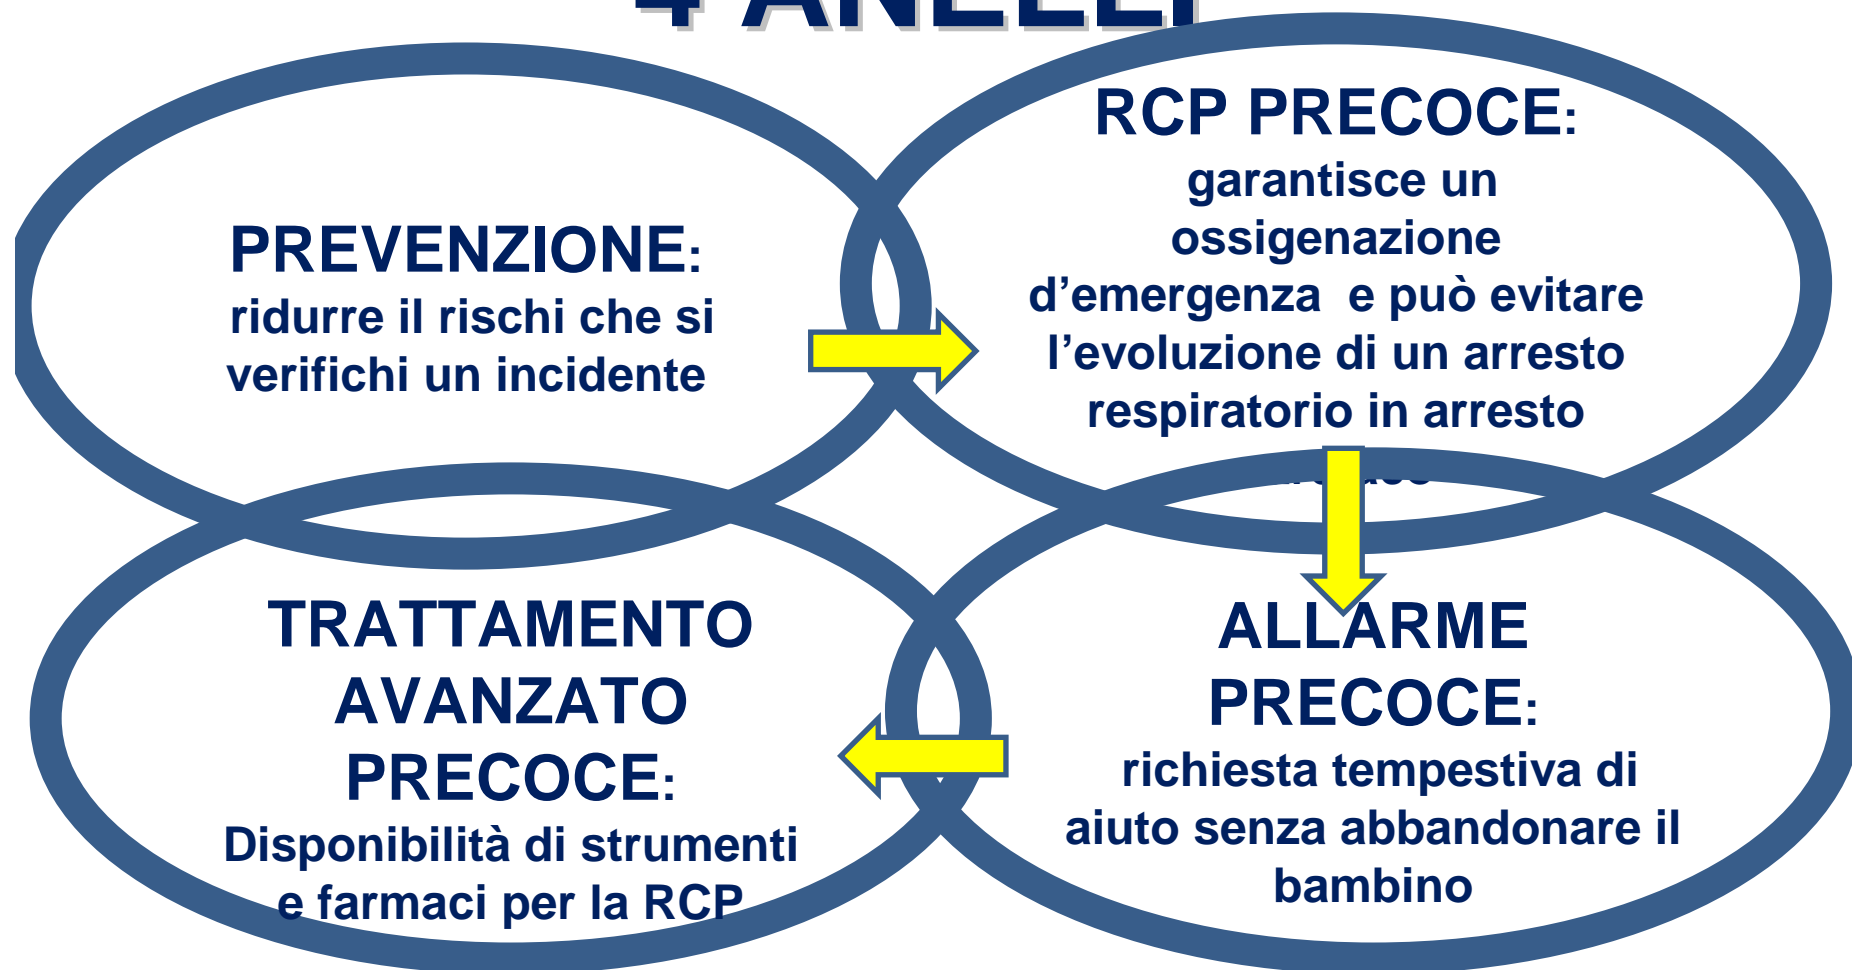 4 ANELLI
PREVENZIONE:
ridurre il rischi che si
verifichi un incidente
RCP PRECOCE:
garantisce un
ossigenazione
d’emergenza e può evitare
l’evoluzione di un arresto
respiratorio in arresto
ALLARME
PRECOCE:
richiesta tempestiva di
aiuto senza abbandonare il
bambino
TRATTAMENTO
AVANZATO
PRECOCE:
Disponibilità di strumenti
e farmaci per la RCP